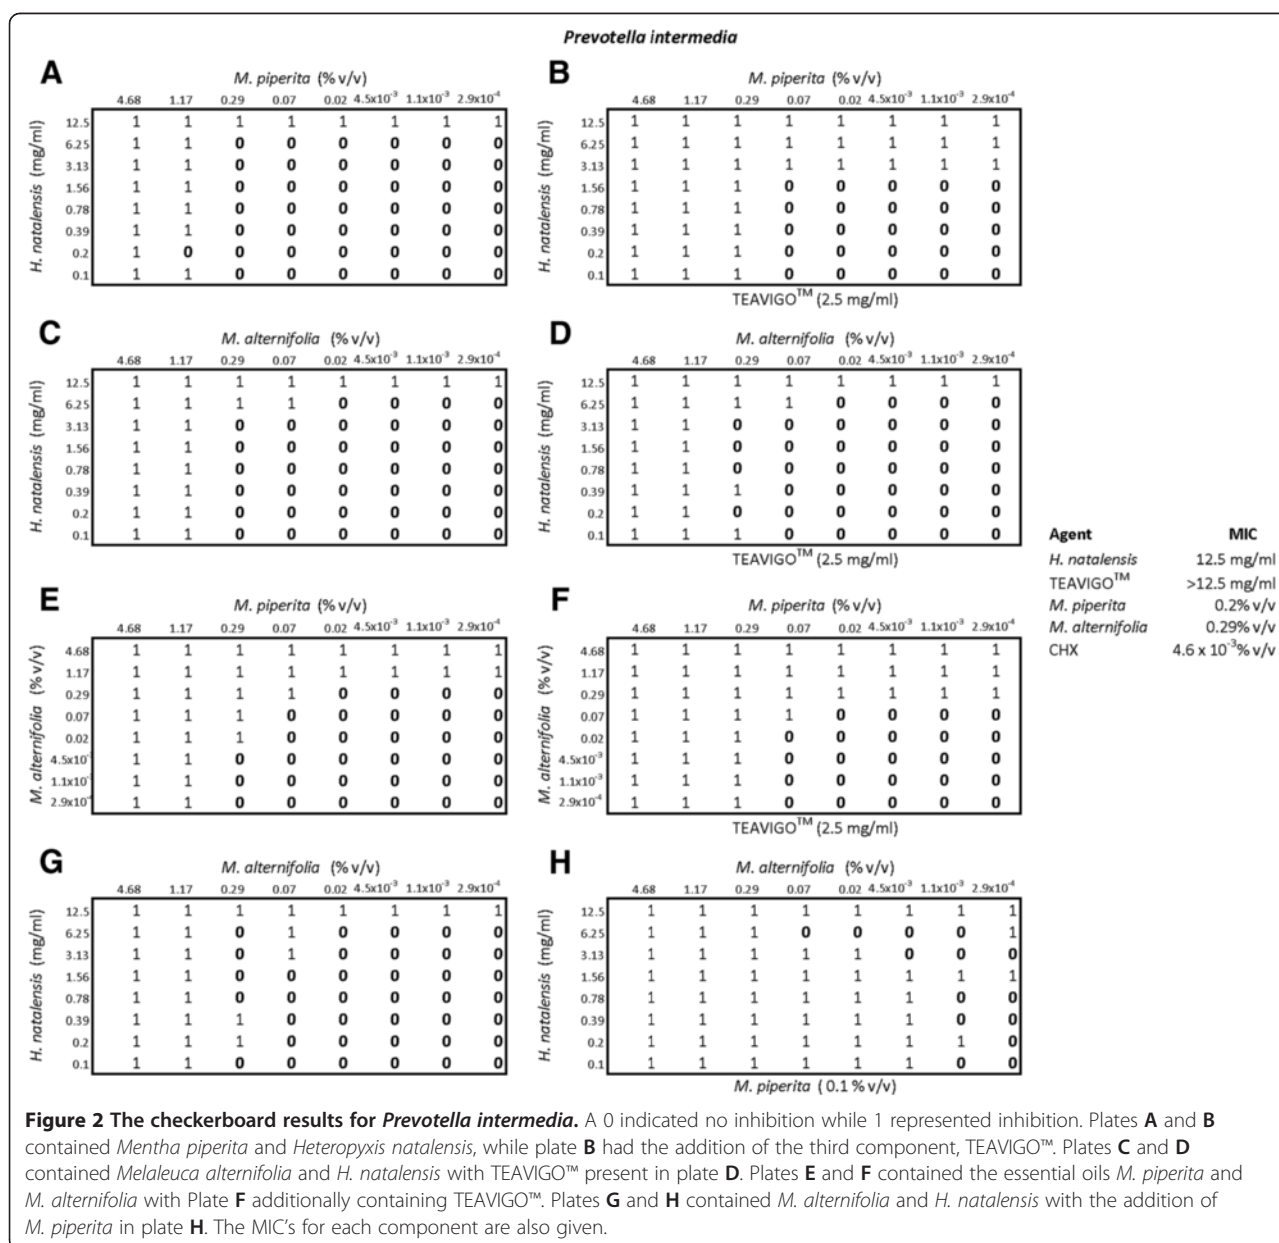 Prevotella intermedia
A
M. piperita (% v/v)
4.68 1.17 0.29 0.07 0.02 4.5x10⁻³ 1.1x10⁻³ 2.9x10⁻⁴
H. natalensis (mg/ml)
12.5 1 1 1 1 1 1 1 1
6.25 1 1 0 0 0 0 0 0
3.13 1 1 0 0 0 0 0 0
1.56 1 1 0 0 0 0 0 0
0.78 1 1 0 0 0 0 0 0
0.39 1 1 0 0 0 0 0 0
0.2 1 0 0 0 0 0 0 0
0.1 1 1 0 0 0 0 0 0
B
M. piperita (% v/v)
4.68 1.17 0.29 0.07 0.02 4.5x10⁻³ 1.1x10⁻³ 2.9x10⁻⁴
H. natalensis (mg/ml)
12.5 1 1 1 1 1 1 1 1
6.25 1 1 1 1 1 1 1 1
3.13 1 1 1 1 1 1 1 1
1.56 1 1 1 0 0 0 0 0
0.78 1 1 1 0 0 0 0 0
0.39 1 1 1 0 0 0 0 0
0.2 1 1 1 0 0 0 0 0
0.1 1 1 1 0 0 0 0 0
TEAVIGO™ (2.5 mg/ml)
C
M. alternifolia (% v/v)
4.68 1.17 0.29 0.07 0.02 4.5x10⁻³ 1.1x10⁻³ 2.9x10⁻⁴
H. natalensis (mg/ml)
12.5 1 1 1 1 1 1 1 1
6.25 1 1 1 1 0 0 0 0
3.13 1 1 0 0 0 0 0 0
1.56 1 1 0 0 0 0 0 0
0.78 1 1 0 0 0 0 0 0
0.39 1 1 0 0 0 0 0 0
0.2 1 1 0 0 0 0 0 0
0.1 1 1 0 0 0 0 0 0
D
M. alternifolia (% v/v)
4.68 1.17 0.29 0.07 0.02 4.5x10⁻³ 1.1x10⁻³ 2.9x10⁻⁴
H. natalensis (mg/ml)
12.5 1 1 1 1 1 1 1 1
6.25 1 1 1 1 0 0 0 0
3.13 1 1 0 0 0 0 0 0
1.56 1 1 0 0 0 0 0 0
0.78 1 1 0 0 0 0 0 0
0.39 1 1 1 0 0 0 0 0
0.2 1 1 0 0 0 0 0 0
0.1 1 1 1 0 0 0 0 0
TEAVIGO™ (2.5 mg/ml)
Agent MIC
H. natalensis 12.5 mg/ml
TEAVIGO™ >12.5 mg/ml
M. piperita 0.2% v/v
M. alternifolia 0.29% v/v
CHX 4.6 x 10⁻³% v/v
E
M. piperita (% v/v)
4.68 1.17 0.29 0.07 0.02 4.5x10⁻³ 1.1x10⁻³ 2.9x10⁻⁴
M. alternifolia (% v/v)
4.68 1 1 1 1 1 1 1 1
1.17 1 1 1 1 1 1 1 1
0.29 1 1 1 1 0 0 0 0
0.07 1 1 1 0 0 0 0 0
0.02 1 1 1 0 0 0 0 0
4.5x10⁻³ 1 1 0 0 0 0 0 0
1.1x10⁻ 1 1 0 0 0 0 0 0
2.9x10⁻⁴ 1 1 0 0 0 0 0 0
F
M. piperita (% v/v)
4.68 1.17 0.29 0.07 0.02 4.5x10⁻³ 1.1x10⁻³ 2.9x10⁻⁴
M. alternifolia (% v/v)
4.68 1 1 1 1 1 1 1 1
1.17 1 1 1 1 1 1 1 1
0.29 1 1 1 1 1 1 1 1
0.07 1 1 1 1 0 0 0 0
0.02 1 1 1 0 0 0 0 0
4.5x10⁻³ 1 1 1 0 0 0 0 0
1.1x10⁻³ 1 1 1 0 0 0 0 0
2.9x10⁻⁴ 1 1 1 0 0 0 0 0
TEAVIGO™ (2.5 mg/ml)
G
M. alternifolia (% v/v)
4.68 1.17 0.29 0.07 0.02 4.5x10⁻³ 1.1x10⁻³ 2.9x10⁻⁴
H. natalensis (mg/ml)
12.5 1 1 1 1 1 1 1 1
6.25 1 1 0 1 0 0 0 0
3.13 1 1 0 1 0 0 0 0
1.56 1 1 0 0 0 0 0 0
0.78 1 1 0 0 0 0 0 0
0.39 1 1 1 0 0 0 0 0
0.2 1 1 1 0 0 0 0 0
0.1 1 1 0 0 0 0 0 0
H
M. alternifolia (% v/v)
4.68 1.17 0.29 0.07 0.02 4.5x10⁻³ 1.1x10⁻³ 2.9x10⁻⁴
H. natalensis (mg/ml)
12.5 1 1 1 1 1 1 1 1
6.25 1 1 1 0 0 0 0 1
3.13 1 1 1 1 1 0 0 0
1.56 1 1 1 1 1 1 1 1
0.78 1 1 1 1 1 1 0 0
0.39 1 1 1 1 1 1 0 0
0.2 1 1 1 1 1 1 1 0
0.1 1 1 1 1 1 1 0 0
M. piperita ( 0.1 % v/v)
Figure 2 The checkerboard results for Prevotella intermedia. A 0 indicated no inhibition while 1 represented inhibition. Plates A and B
contained Mentha piperita and Heteropyxis natalensis, while plate B had the addition of the third component, TEAVIGO™. Plates C and D
contained Melaleuca alternifolia and H. natalensis with TEAVIGO™ present in plate D. Plates E and F contained the essential oils M. piperita and
M. alternifolia with Plate F additionally containing TEAVIGO™. Plates G and H contained M. alternifolia and H. natalensis with the addition of
M. piperita in plate H. The MIC's for each component are also given.